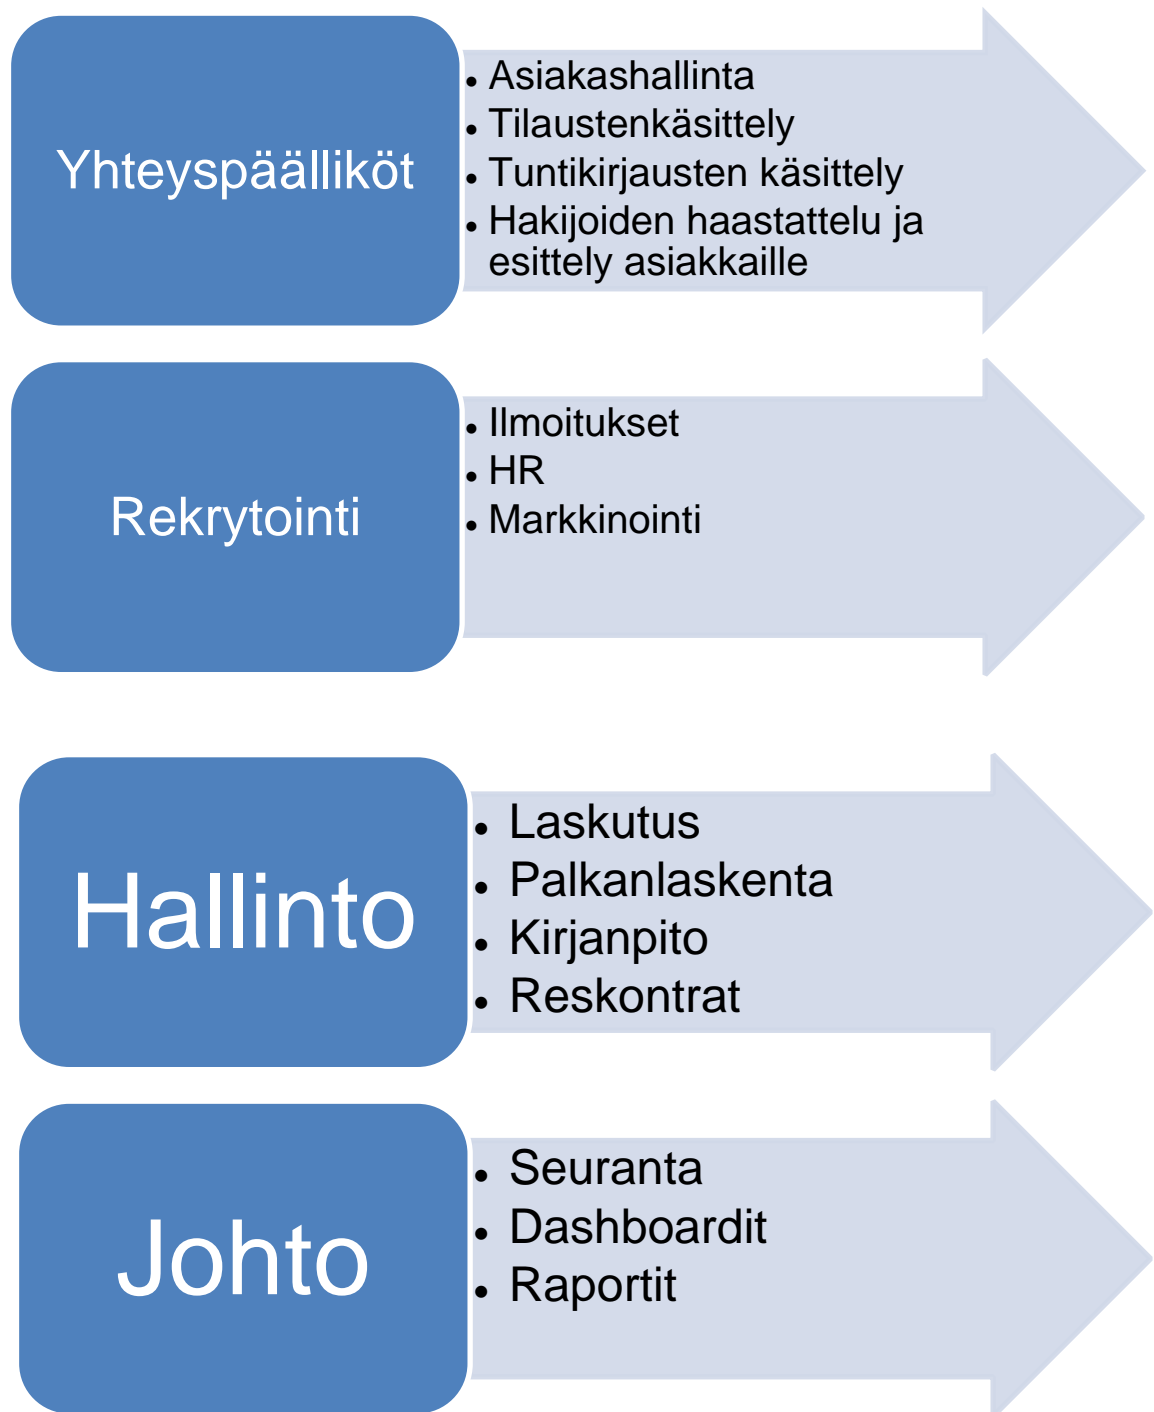 Yhteyspäälliköt
• Asiakashallinta
• Tilaustenkäsittely
• Tuntikirjausten käsittely
• Hakijoiden haastattelu ja
esittely asiakkaille
Rekrytointi
• Ilmoitukset
• HR
• Markkinointi
Hallinto
• Laskutus
• Palkanlaskenta
• Kirjanpito
• Reskontrat
Johto
• Seuranta
• Dashboardit
• Raportit